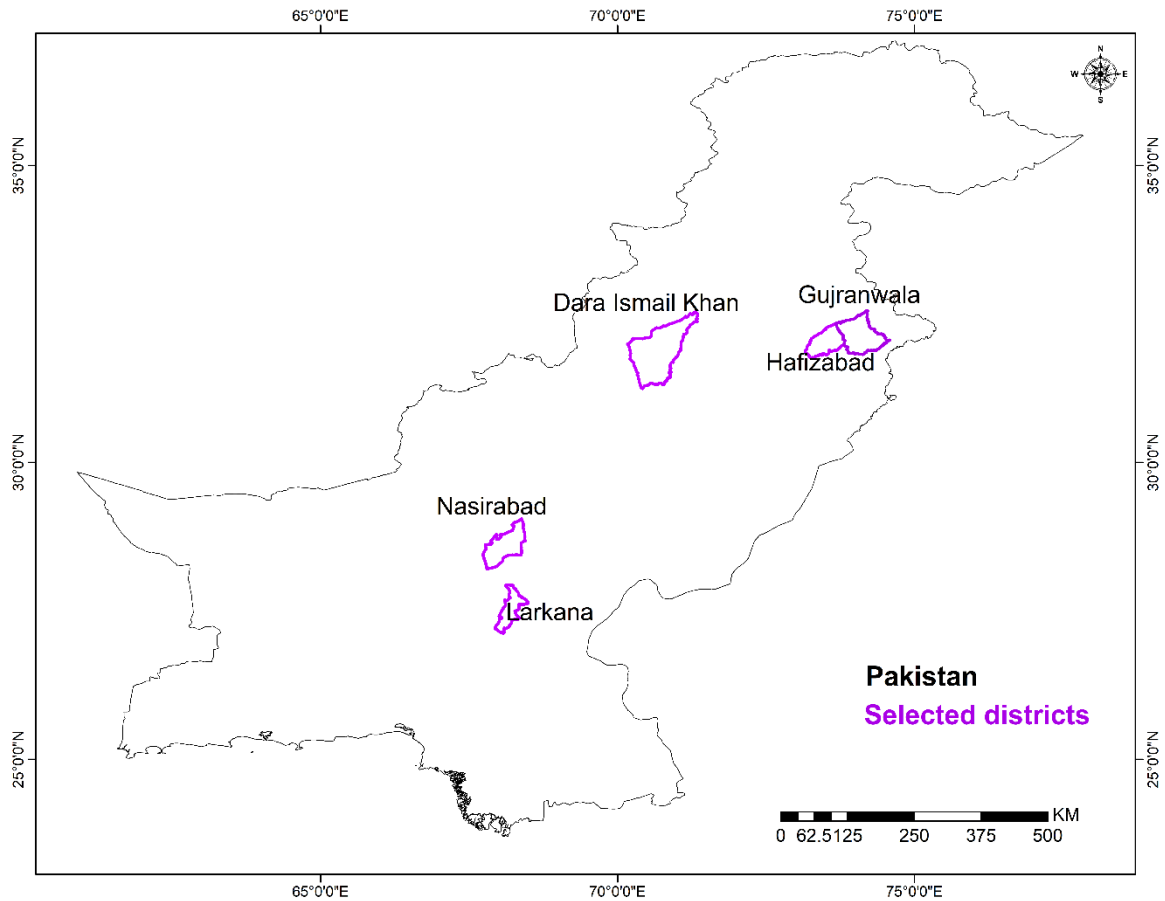 65°0'0"E 70°0'0"E 75°0'0"E
N
W E
S
35°0'0"N 35°0'0"N
Dara Ismail Khan
Gujranwala
Hafizabad
30°0'0"N 30°0'0"N
Nasirabad
Larkana
Pakistan
Selected districts
25°0'0"N 25°0'0"N
KM
0 62.5 125 250 375 500
65°0'0"E 70°0'0"E 75°0'0"E